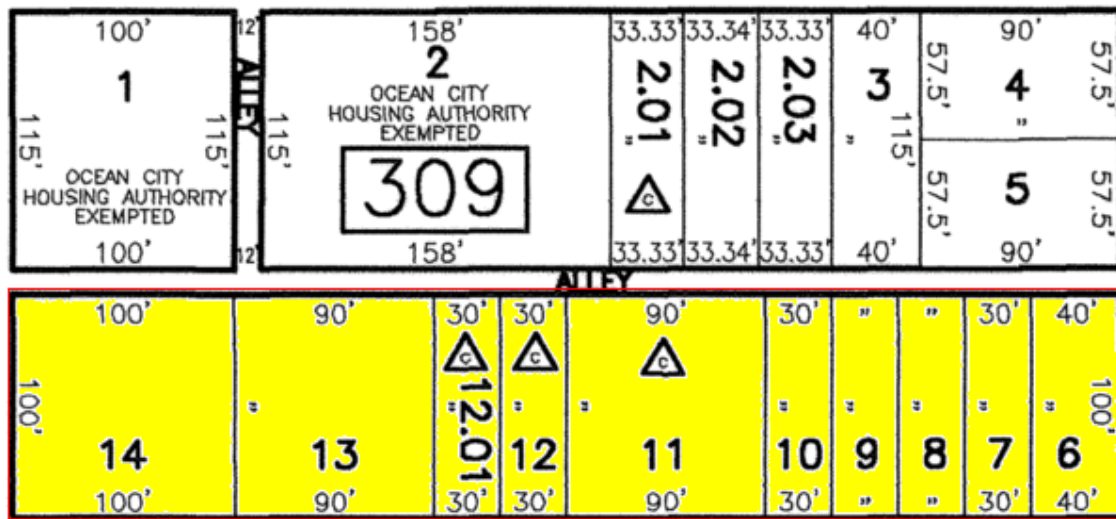 100' 12' 158' 33.33' 33.34' 33.33' 40' 90'
1 ALLEY 2 2.01 2.02 2.03 3 57.5' 4 57.5'
OCEAN CITY
HOUSING AUTHORITY
EXEMPTED
115' 115' 115' " " " " 115' "
OCEAN CITY
HOUSING AUTHORITY
EXEMPTED
309 C 57.5' 5 57.5'
100' 12' 158' 33.33' 33.34' 33.33' 40' 90'
ALLEY
100' 90' 30' 30' 90' 30' " " 30' 40'
C C C
100' " " " " " " " " " 100'
14 13 12.01 12 11 10 9 8 7 6
100' 90' 30' 30' 90' 30' " " 30' 40'